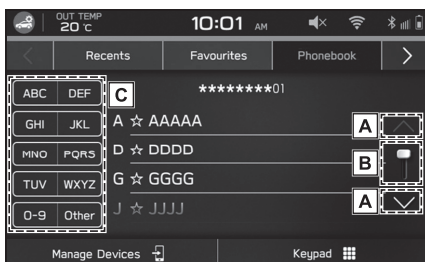 OUT TEMP
20 °C
10:01 AM
Recents
Favourites
Phonebook
ABC DEF
GHI JKL
MNO PQRS
TUV WXYZ
0-9 Other
C
********01
A ☆ AAAAA
D ☆ DDDD
G ☆ GGGG
J ☆ JJJJ
A
B
A
Manage Devices
Keypad